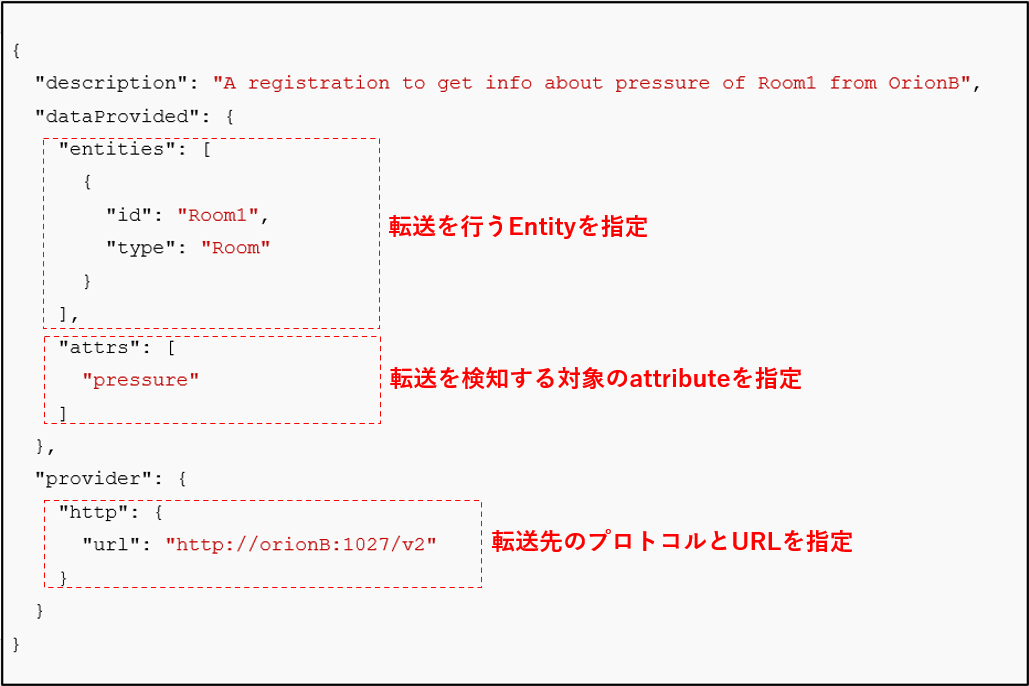 {
"description": "A registration to get info about pressure of Room1 from OrionB",
"dataProvided": {
"entities": [
{
"id": "Room1",
"type": "Room"
}
],
転送を行うEntityを指定
"attrs": [
"pressure"
]
転送を検知する対象のattributeを指定
},
"provider": {
"http": {
"url": "http://orionB:1027/v2"
}
転送先のプロトコルとURLを指定
}
}